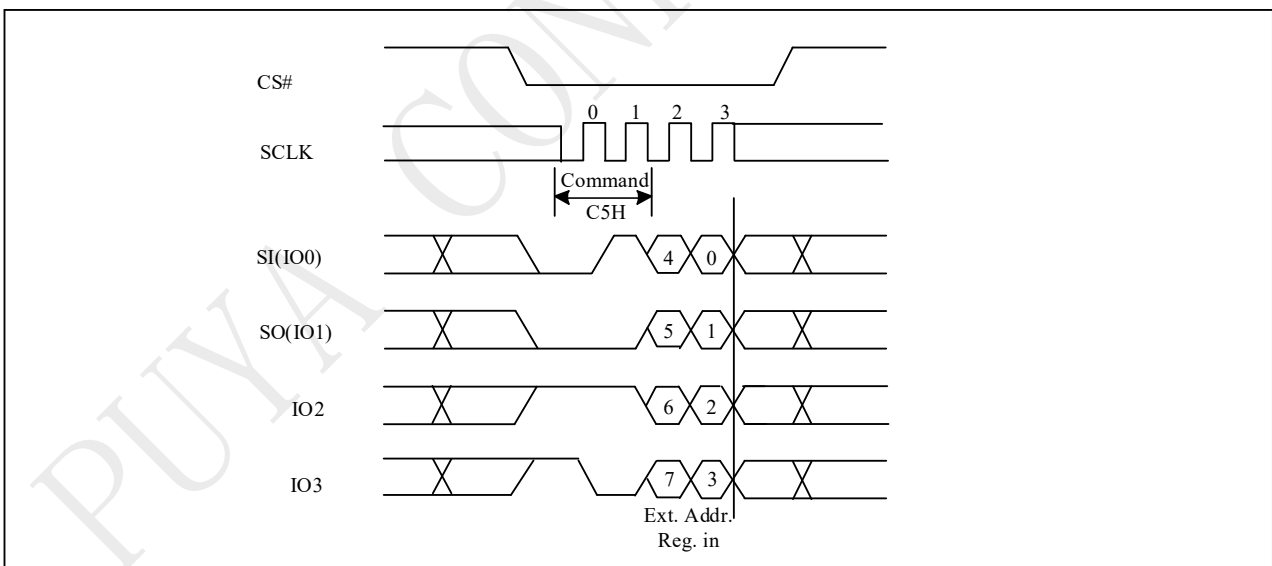 CS#
0 1 2 3
SCLK
Command
C5H
SI(IO0) 4 0
SO(IO1) 5 1
IO2 6 2
IO3 7 3
Ext. Addr.
Reg. in
PUYA CON